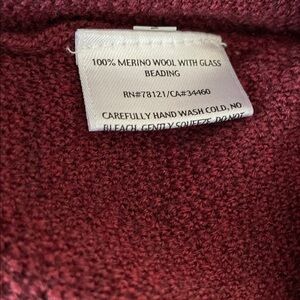 100% MERINO WOOL WITH GLASS
BEADING
RN#78121/CA#34460
CAREFULLY HAND WASH COLD, NO
BLEACH, GENTLY SQUEEZE, DO NOT